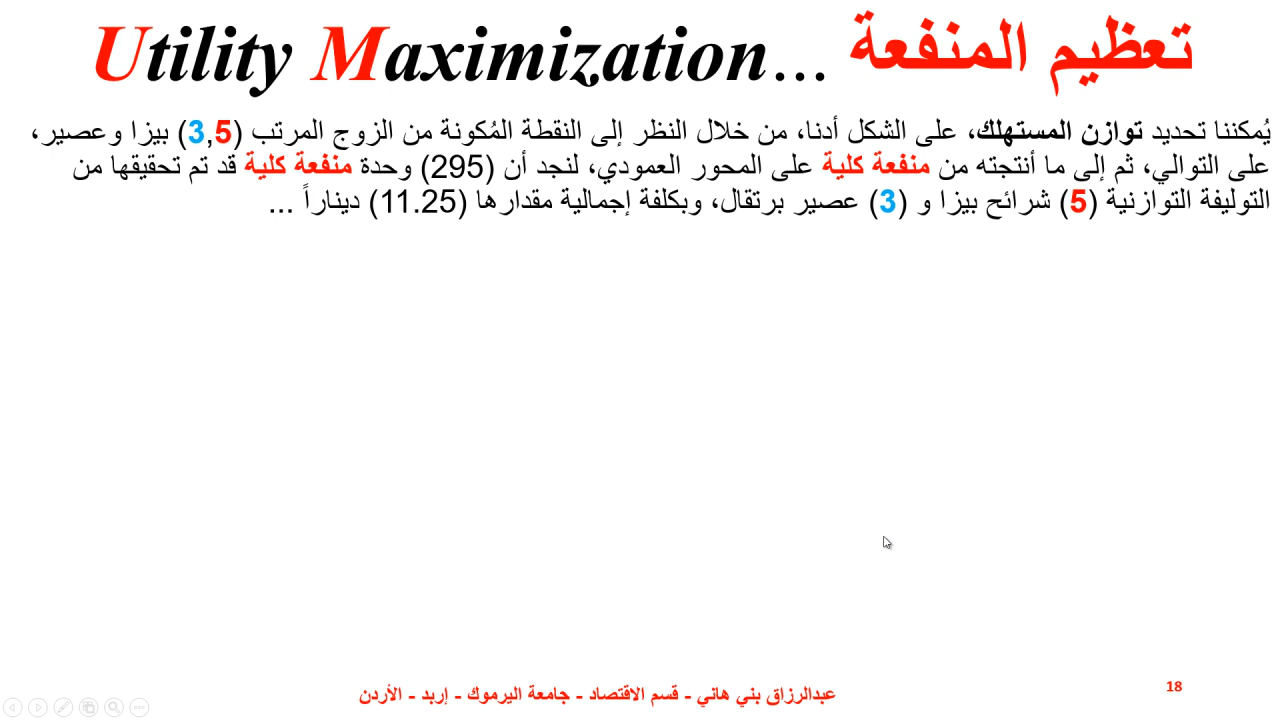 تعظيم المنفعة ...Utility Maximization
يُمكننا تحديد توازن المستهلك، على الشكل أدنا، من خلال النظر إلى النقطة المُكونة من الزوج المرتب (3,5) بيزا وعصير،
على التوالي، ثم إلى ما أنتجته من منفعة كلية على المحور العمودي، لنجد أن (295) وحدة منفعة كلية قد تم تحقيقها من
التوليفة التوازنية (5) شرائح بيزا و (3) عصير برتقال، وبكلفة إجمالية مقدارها (11.25) ديناراً ...
عبدالرزاق بني هاني - قسم الاقتصاد - جامعة اليرموك - إربد - الأردن
18